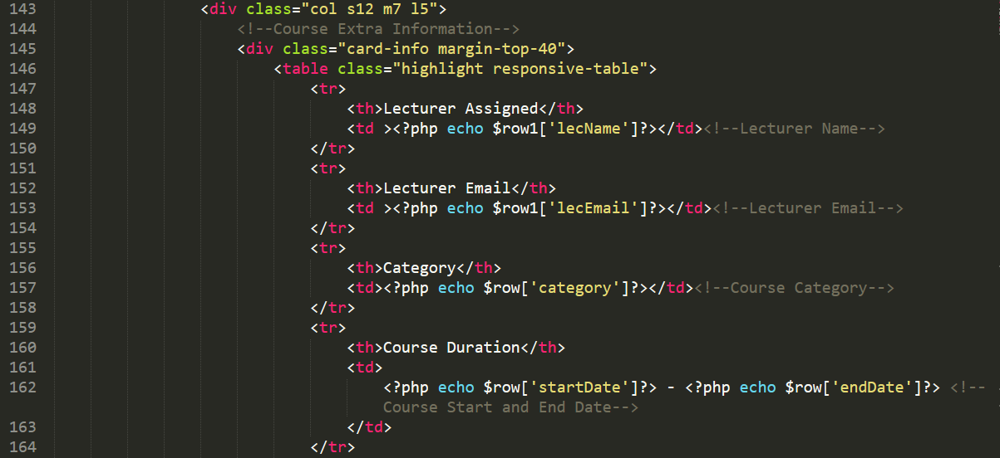 143 <div class="col s12 m7 l5">
144 <!--Course Extra Information-->
145 <div class="card-info margin-top-40">
146 <table class="highlight responsive-table">
147 <tr>
148 <th>Lecturer Assigned</th>
149 <td ><?php echo $row1['lecName']?></td><!--Lecturer Name-->
150 </tr>
151 <tr>
152 <th>Lecturer Email</th>
153 <td ><?php echo $row1['lecEmail']?></td><!--Lecturer Email-->
154 </tr>
155 <tr>
156 <th>Category</th>
157 <td><?php echo $row['category']?></td><!--Course Category-->
158 </tr>
159 <tr>
160 <th>Course Duration</th>
161 <td>
162 <?php echo $row['startDate']?> - <?php echo $row['endDate']?> <!--
Course Start and End Date-->
163 </td>
164 </tr>